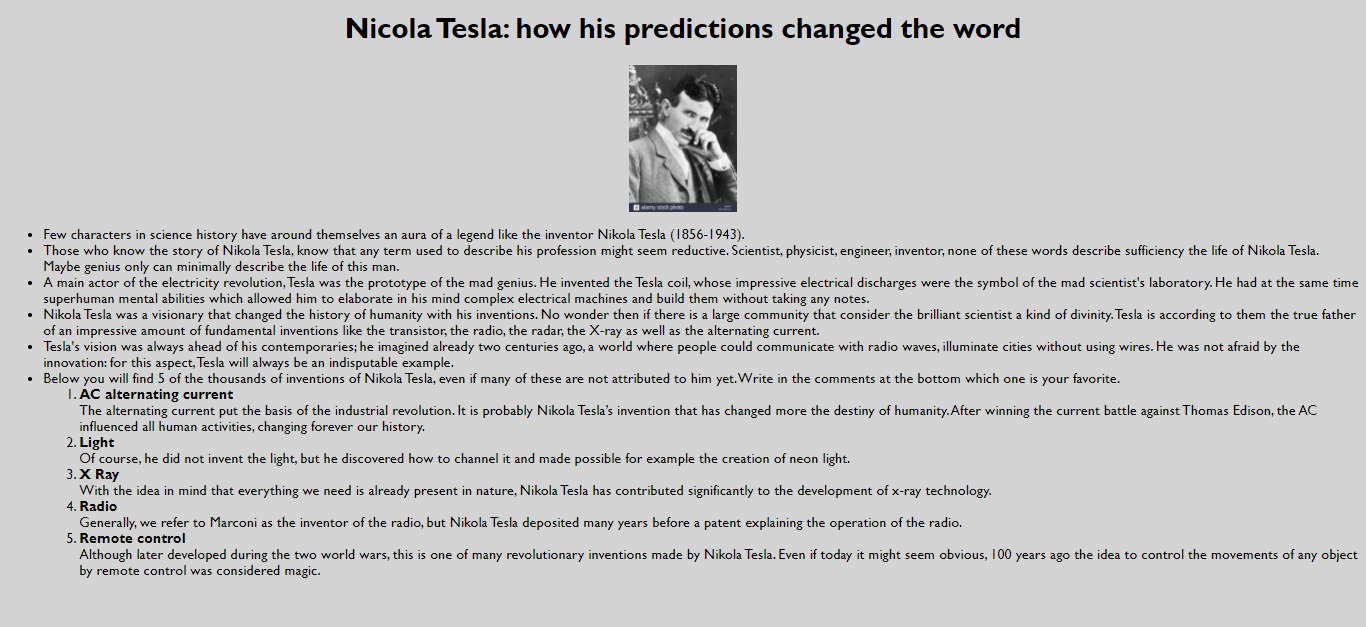 Nicola Tesla: how his predictions changed the word
alamy stock photo
Few characters in science history have around themselves an aura of a legend like the inventor Nikola Tesla (1856-1943).
Those who know the story of Nikola Tesla, know that any term used to describe his profession might seem reductive. Scientist, physicist, engineer, inventor, none of these words describe sufficiency the life of Nikola Tesla.
Maybe genius only can minimally describe the life of this man.
A main actor of the electricity revolution, Tesla was the prototype of the mad genius. He invented the Tesla coil, whose impressive electrical discharges were the symbol of the mad scientist's laboratory. He had at the same time
superhuman mental abilities which allowed him to elaborate in his mind complex electrical machines and build them without taking any notes.
Nikola Tesla was a visionary that changed the history of humanity with his inventions. No wonder then if there is a large community that consider the brilliant scientist a kind of divinity. Tesla is according to them the true father
of an impressive amount of fundamental inventions like the transistor, the radio, the radar, the X-ray as well as the alternating current.
Tesla's vision was always ahead of his contemporaries; he imagined already two centuries ago, a world where people could communicate with radio waves, illuminate cities without using wires. He was not afraid by the
innovation: for this aspect, Tesla will always be an indisputable example.
Below you will find 5 of the thousands of inventions of Nikola Tesla, even if many of these are not attributed to him yet. Write in the comments at the bottom which one is your favorite.
1. AC alternating current
The alternating current put the basis of the industrial revolution. It is probably Nikola Tesla's invention that has changed more the destiny of humanity. After winning the current battle against Thomas Edison, the AC
influenced all human activities, changing forever our history.
2. Light
Of course, he did not invent the light, but he discovered how to channel it and made possible for example the creation of neon light.
3. X Ray
With the idea in mind that everything we need is already present in nature, Nikola Tesla has contributed significantly to the development of x-ray technology.
4. Radio
Generally, we refer to Marconi as the inventor of the radio, but Nikola Tesla deposited many years before a patent explaining the operation of the radio.
5. Remote control
Although later developed during the two world wars, this is one of many revolutionary inventions made by Nikola Tesla. Even if today it might seem obvious, 100 years ago the idea to control the movements of any object
by remote control was considered magic.